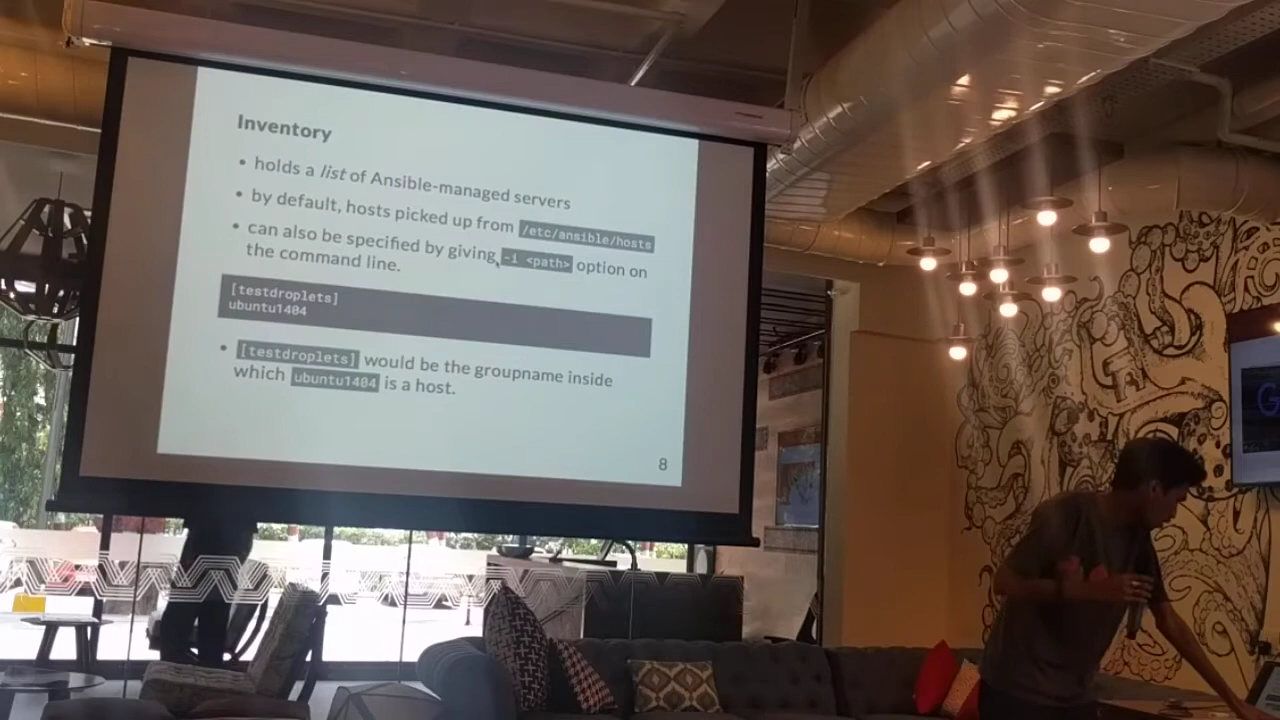 Inventory
• holds a list of Ansible-managed servers
• by default, hosts picked up from /etc/ansible/hosts
• can also be specified by giving -i <path> option on
the command line.
[testdroplets]
ubuntu1404
• [testdroplets] would be the groupname inside
which ubuntu1404 is a host.
8
G